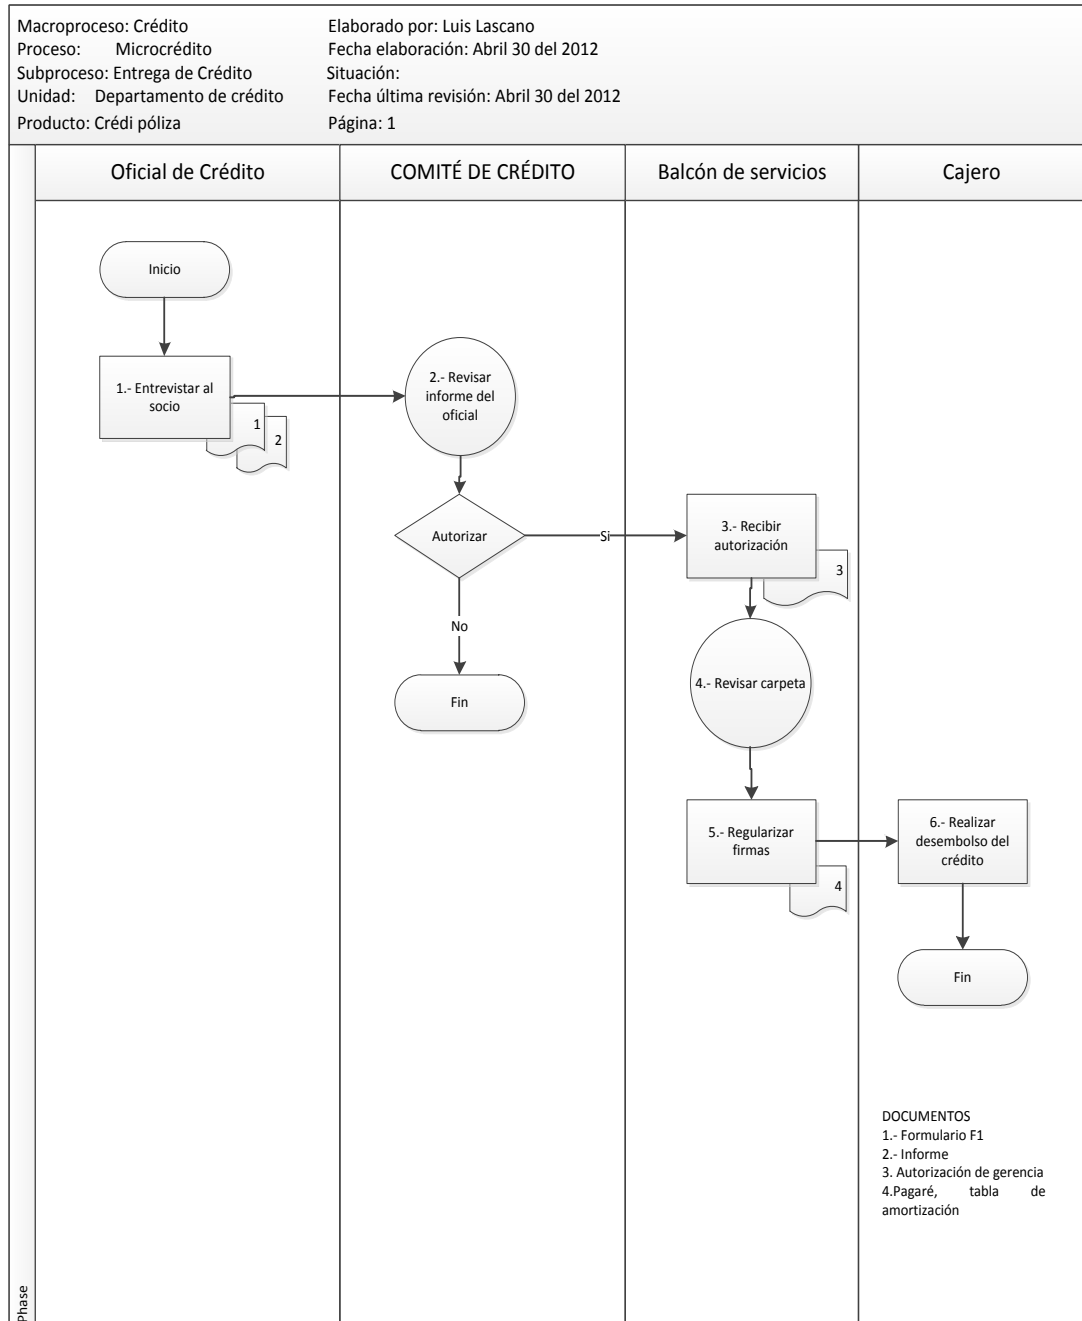 Macroproceso: Crédito
Elaborado por: Luis Lascano
Proceso: Microcrédito
Fecha elaboración: Abril 30 del 2012
Subproceso: Entrega de Crédito
Situación:
Unidad: Departamento de crédito
Fecha última revisión: Abril 30 del 2012
Producto: Crédi póliza
Página: 1
Oficial de Crédito
COMITÉ DE CRÉDITO
Balcón de servicios
Cajero
Inicio
1.- Entrevistar al
socio
1
2
2.- Revisar
informe del
oficial
Autorizar
Si
No
Fin
3.- Recibir
autorización
3
4.- Revisar carpeta
5.- Regularizar
firmas
4
6.- Realizar
desembolso del
crédito
Fin
DOCUMENTOS
1.- Formulario F1
2.- Informe
3. Autorización de gerencia
4.Pagaré, tabla de
amortización
Phase